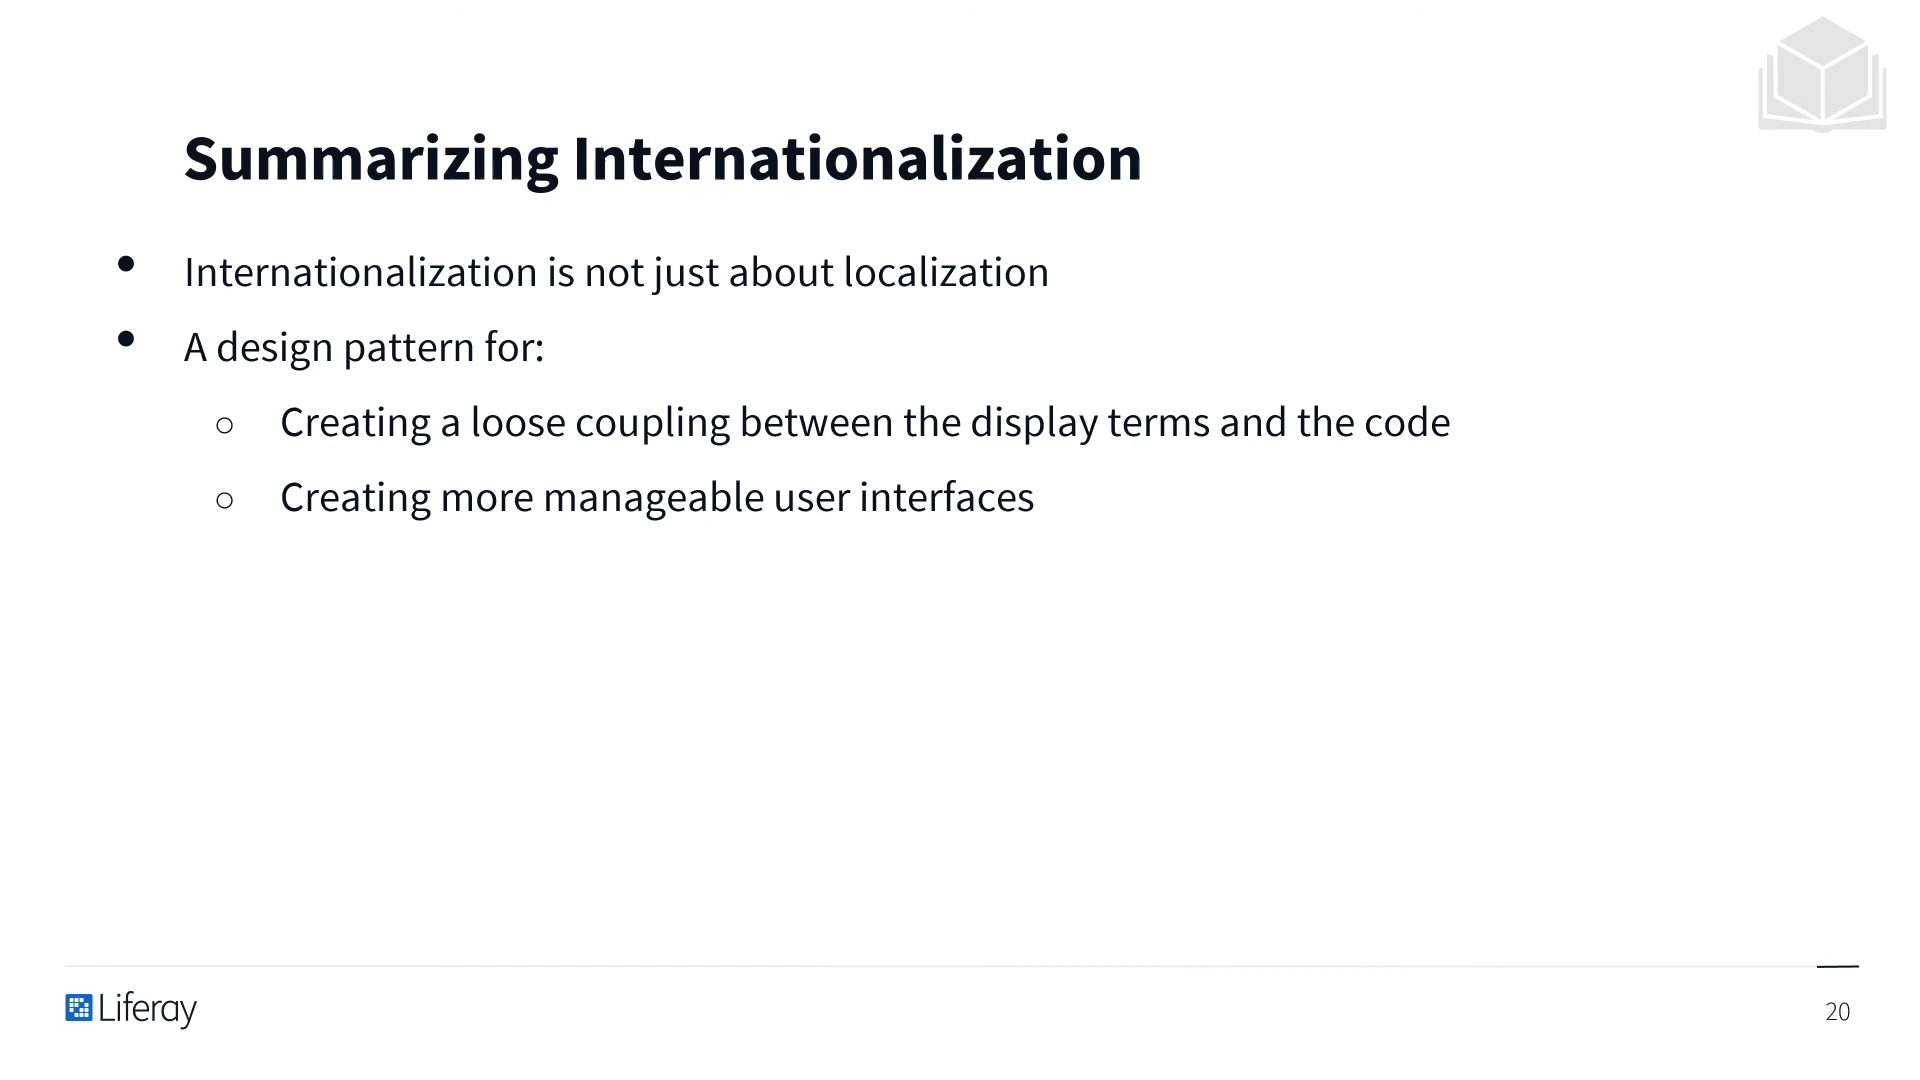 Summarizing Internationalization
• Internationalization is not just about localization
• A design pattern for:
○ Creating a loose coupling between the display terms and the code
○ Creating more manageable user interfaces
Liferay
20